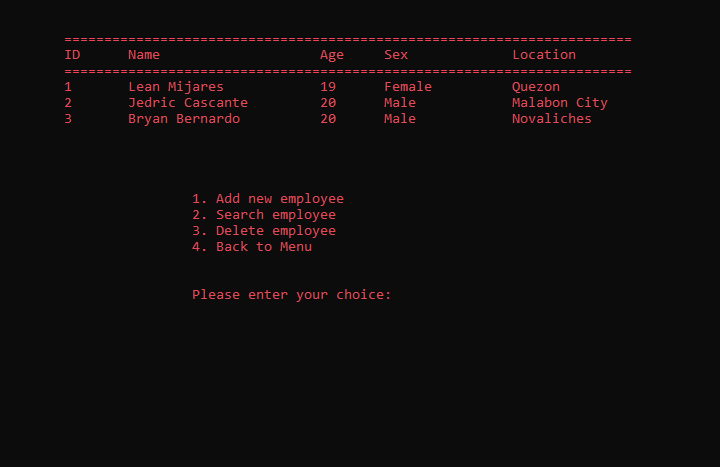 =======================================================================
ID       Name                    Age     Sex             Location
=======================================================================
1       Lean Mijares            19      Female          Quezon
2       Jedric Cascante         20      Male            Malabon City
3       Bryan Bernardo          20      Male            Novaliches
1. Add new employee
2. Search employee
3. Delete employee
4. Back to Menu
Please enter your choice: